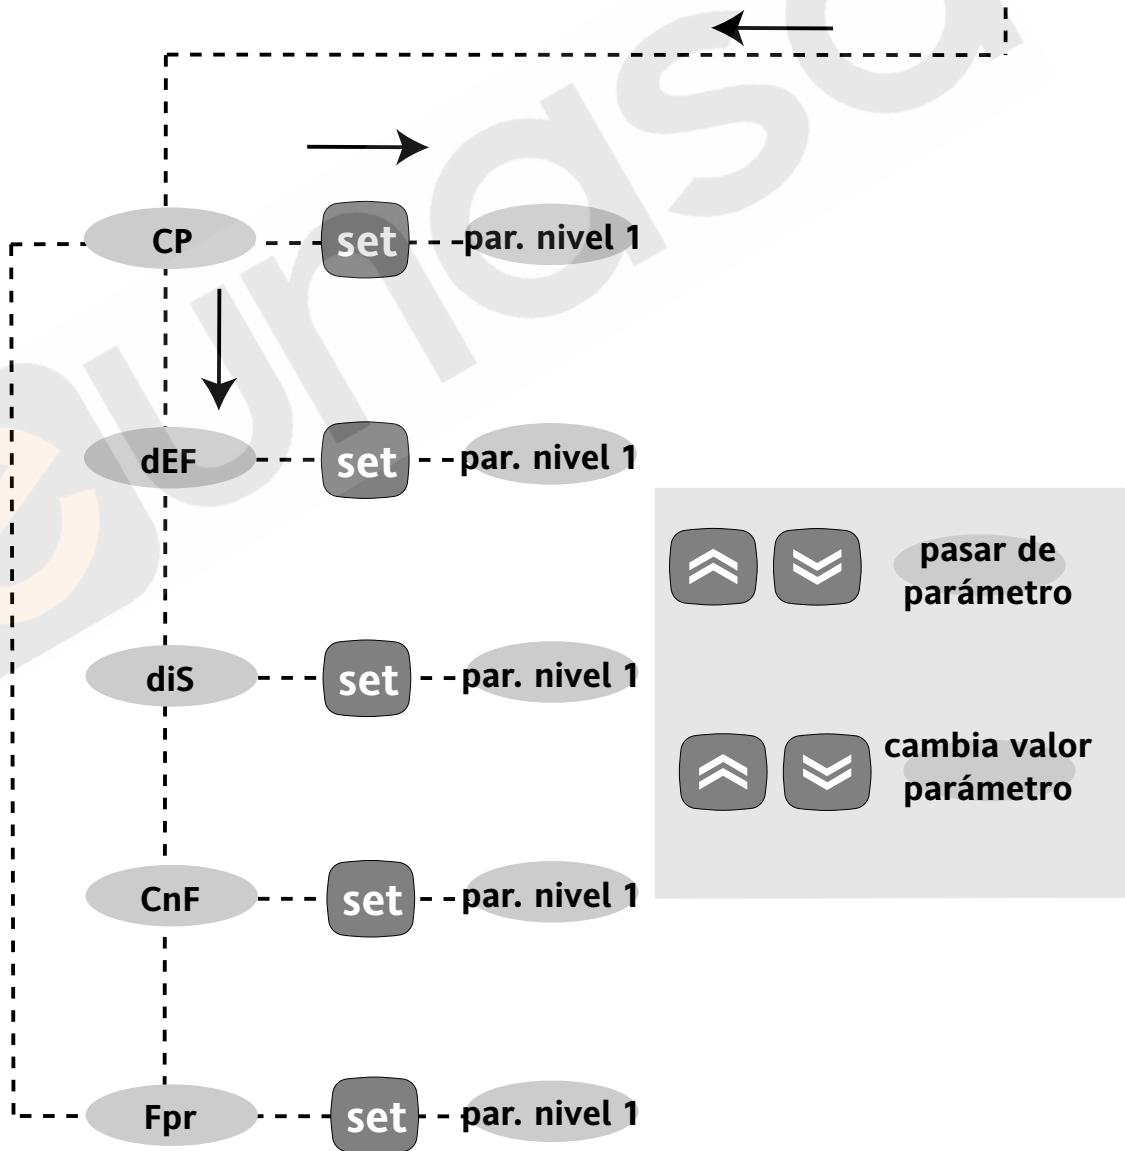 CP set par. nivel 1
dEF set par. nivel 1
pasar de
parámetro
diS set par. nivel 1
cambia valor
parámetro
CnF set par. nivel 1
Fpr set par. nivel 1
eunasa